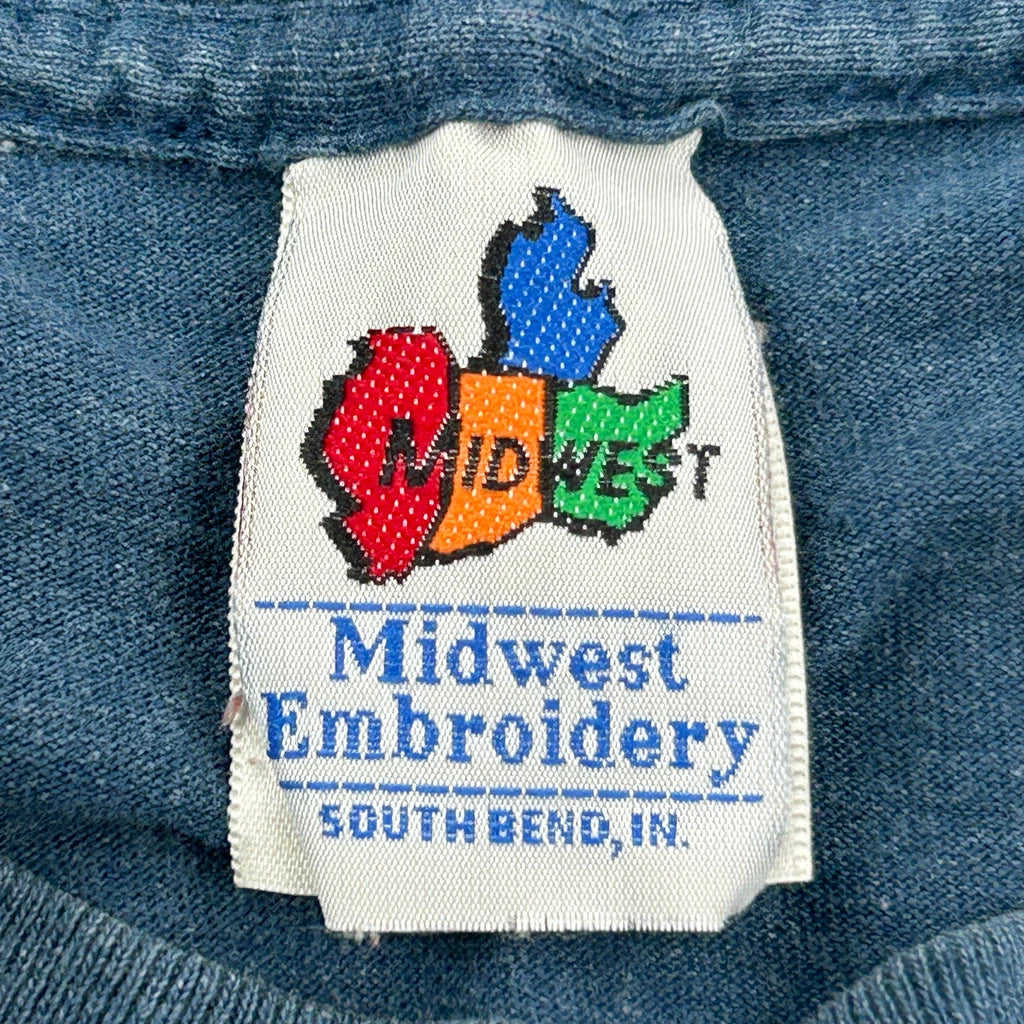 MIDWEST
Midwest
Embroidery
SOUTH BEND, IN.